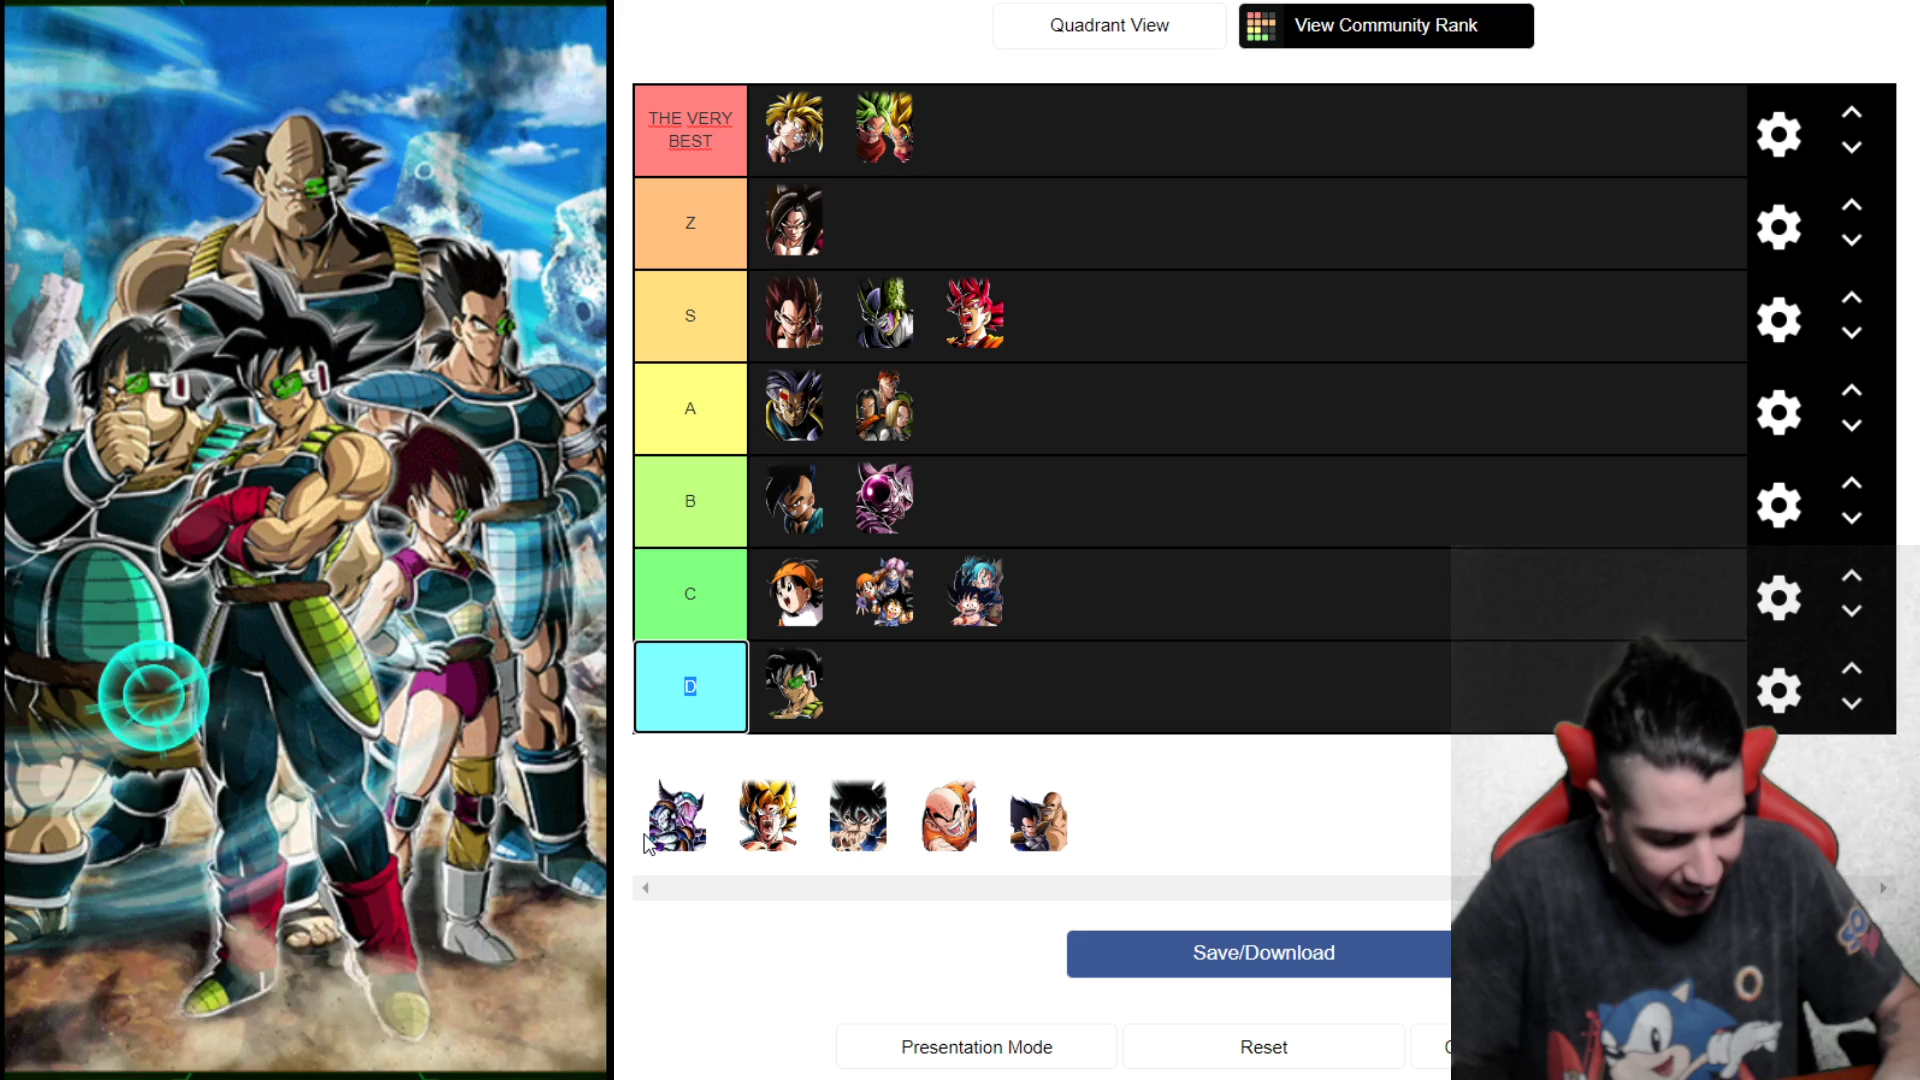 Quadrant View
View Community Rank
THE VERY
BEST
Z
S
A
B
C
D
Save/Download
Presentation Mode
Reset